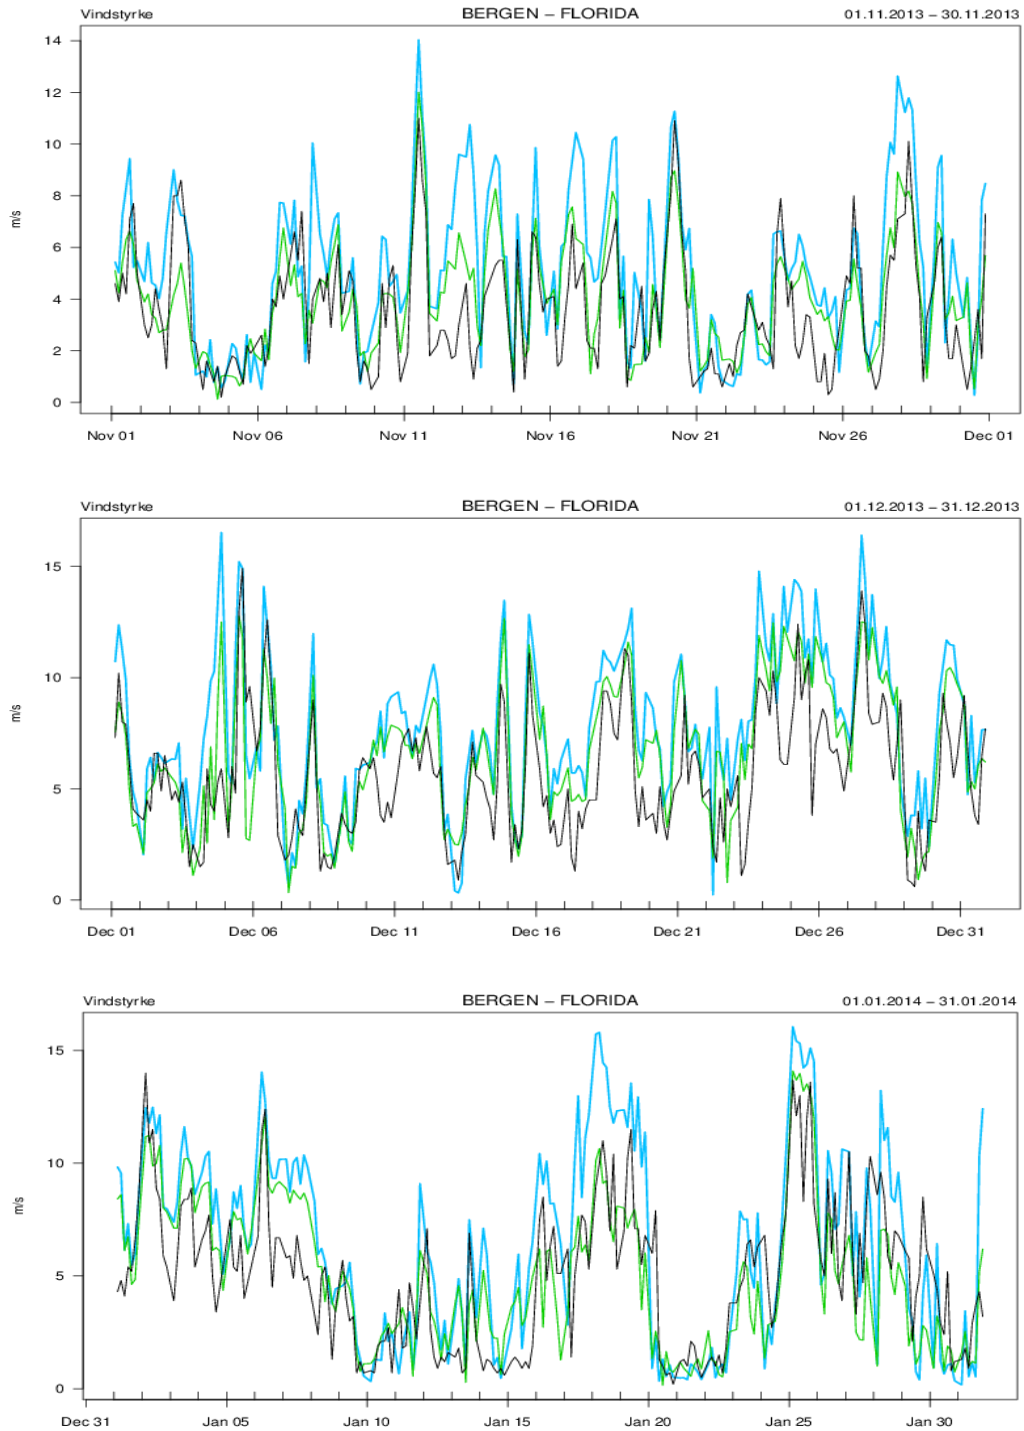 Vindstyrke BERGEN – FLORIDA 01.11.2013 – 30.11.2013
14
12
10
8
6
4
2
0
m/s
Nov 01 Nov 06 Nov 11 Nov 16 Nov 21 Nov 26 Dec 01
Vindstyrke BERGEN – FLORIDA 01.12.2013 – 31.12.2013
15
10
5
0
m/s
Dec 01 Dec 06 Dec 11 Dec 16 Dec 21 Dec 26 Dec 31
Vindstyrke BERGEN – FLORIDA 01.01.2014 – 31.01.2014
15
10
5
0
m/s
Dec 31 Jan 05 Jan 10 Jan 15 Jan 20 Jan 25 Jan 30